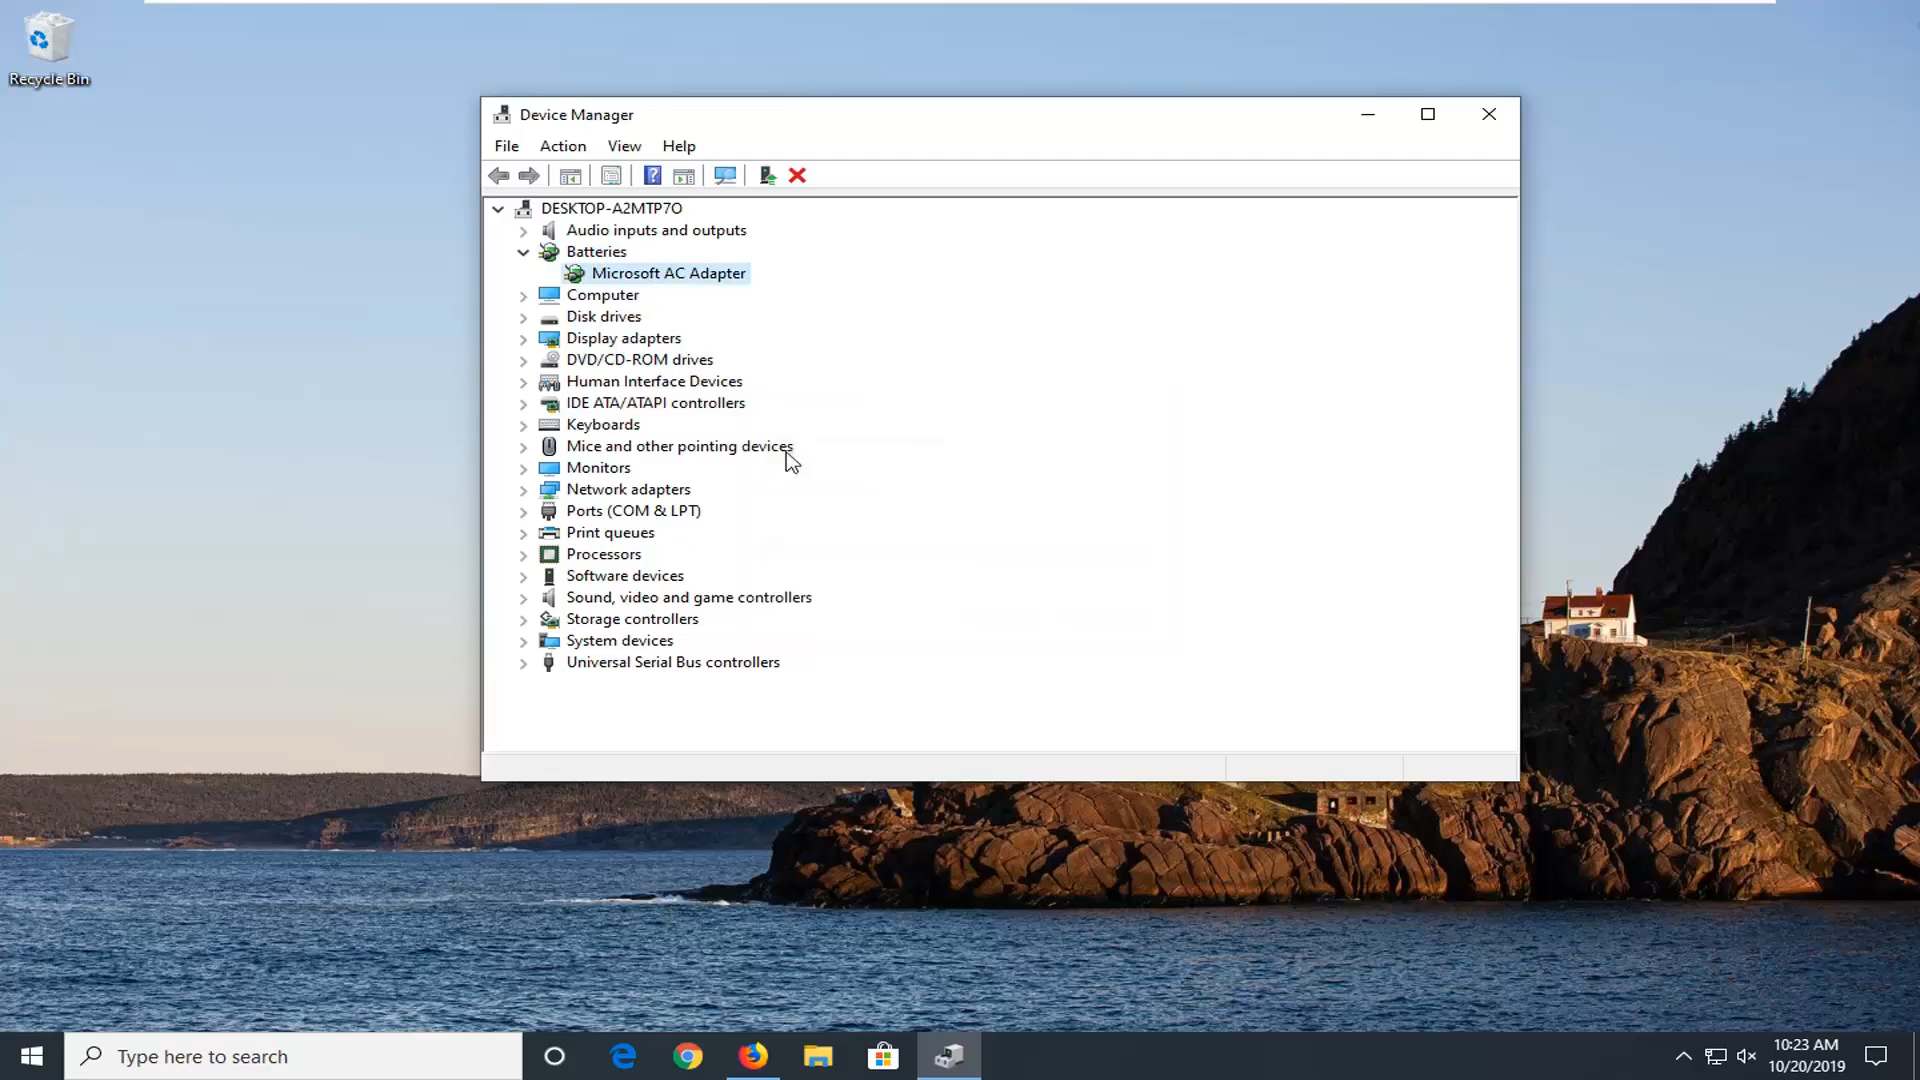 Recycle Bin
Device Manager
File Action View Help
DESKTOP-A2MTP7O
Audio inputs and outputs
Batteries
Microsoft AC Adapter
Computer
Disk drives
Display adapters
DVD/CD-ROM drives
Human Interface Devices
IDE ATA/ATAPI controllers
Keyboards
Mice and other pointing devices
Monitors
Network adapters
Ports (COM & LPT)
Print queues
Processors
Software devices
Sound, video and game controllers
Storage controllers
System devices
Universal Serial Bus controllers
Type here to search
10:23 AM
10/20/2019